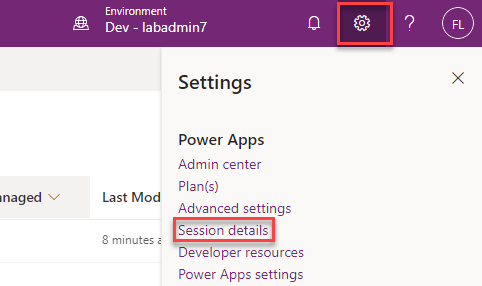 Environment
Dev - labadmin7
?
FL
Settings
Power Apps
Admin center
Plan(s)
Advanced settings
Session details
Developer resources
Power Apps settings
naged
Last Mod
8 minutes a